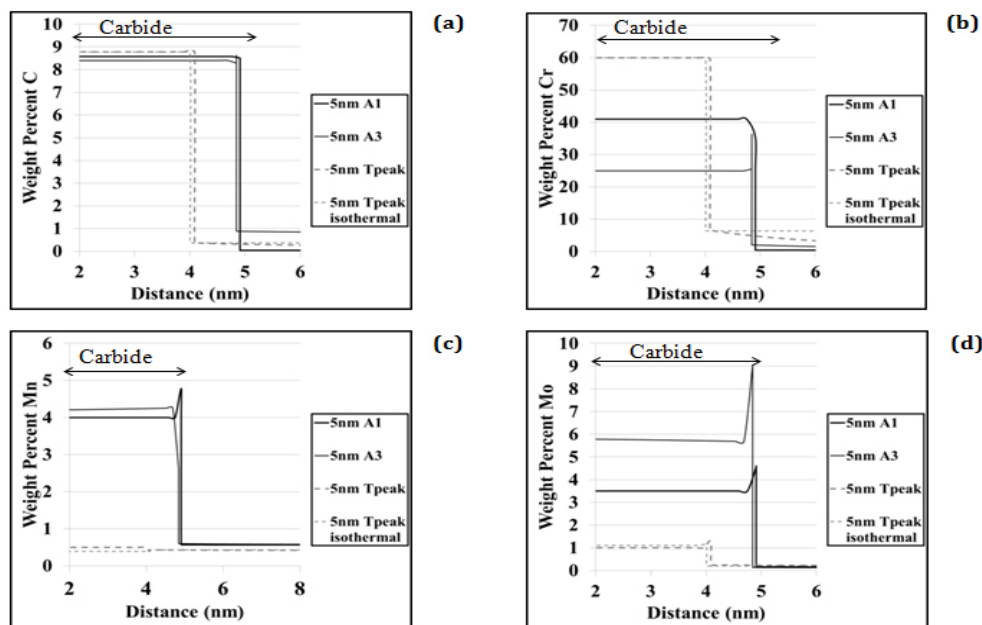 Carbide
(a)
10
9
8
7
6
5
4
3
2
1
0
Weight Percent C
2
3
4
5
6
Distance (nm)
5nm A1
5nm A3
5nm Tpeak
5nm Tpeak
isothermal
Carbide
(b)
70
60
50
40
30
20
10
0
Weight Percent Cr
2
3
4
5
6
Distance (nm)
5nm A1
5nm A3
5nm Tpeak
5nm Tpeak
isothermal
Carbide
(c)
6
5
4
3
2
1
0
Weight Percent Mn
2
4
6
8
Distance (nm)
5nm A1
5nm A3
5nm Tpeak
5nm Tpeak
isothermal
Carbide
(d)
10
9
8
7
6
5
4
3
2
1
0
Weight Percent Mo
2
3
4
5
6
Distance (nm)
5nm A1
5nm A3
5nm Tpeak
5nm Tpeak
isothermal